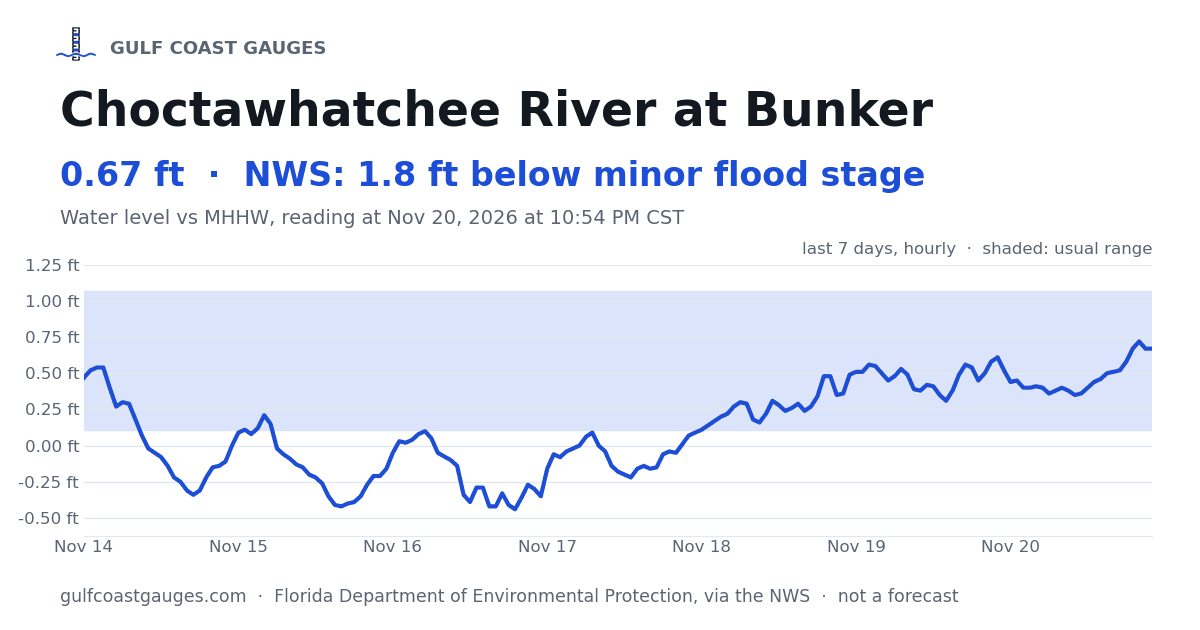 GULF COAST GAUGES
Choctawhatchee River at Bunker
0.67 ft · NWS: 1.8 ft below minor flood stage
Water level vs MHHW, reading at Nov 20, 2026 at 10:54 PM CST
last 7 days, hourly · shaded: usual range
1.25 ft
1.00 ft
0.75 ft
0.50 ft
0.25 ft
0.00 ft
-0.25 ft
-0.50 ft
Nov 14 Nov 15 Nov 16 Nov 17 Nov 18 Nov 19 Nov 20
gulfcoastgauges.com · Florida Department of Environmental Protection, via the NWS · not a forecast